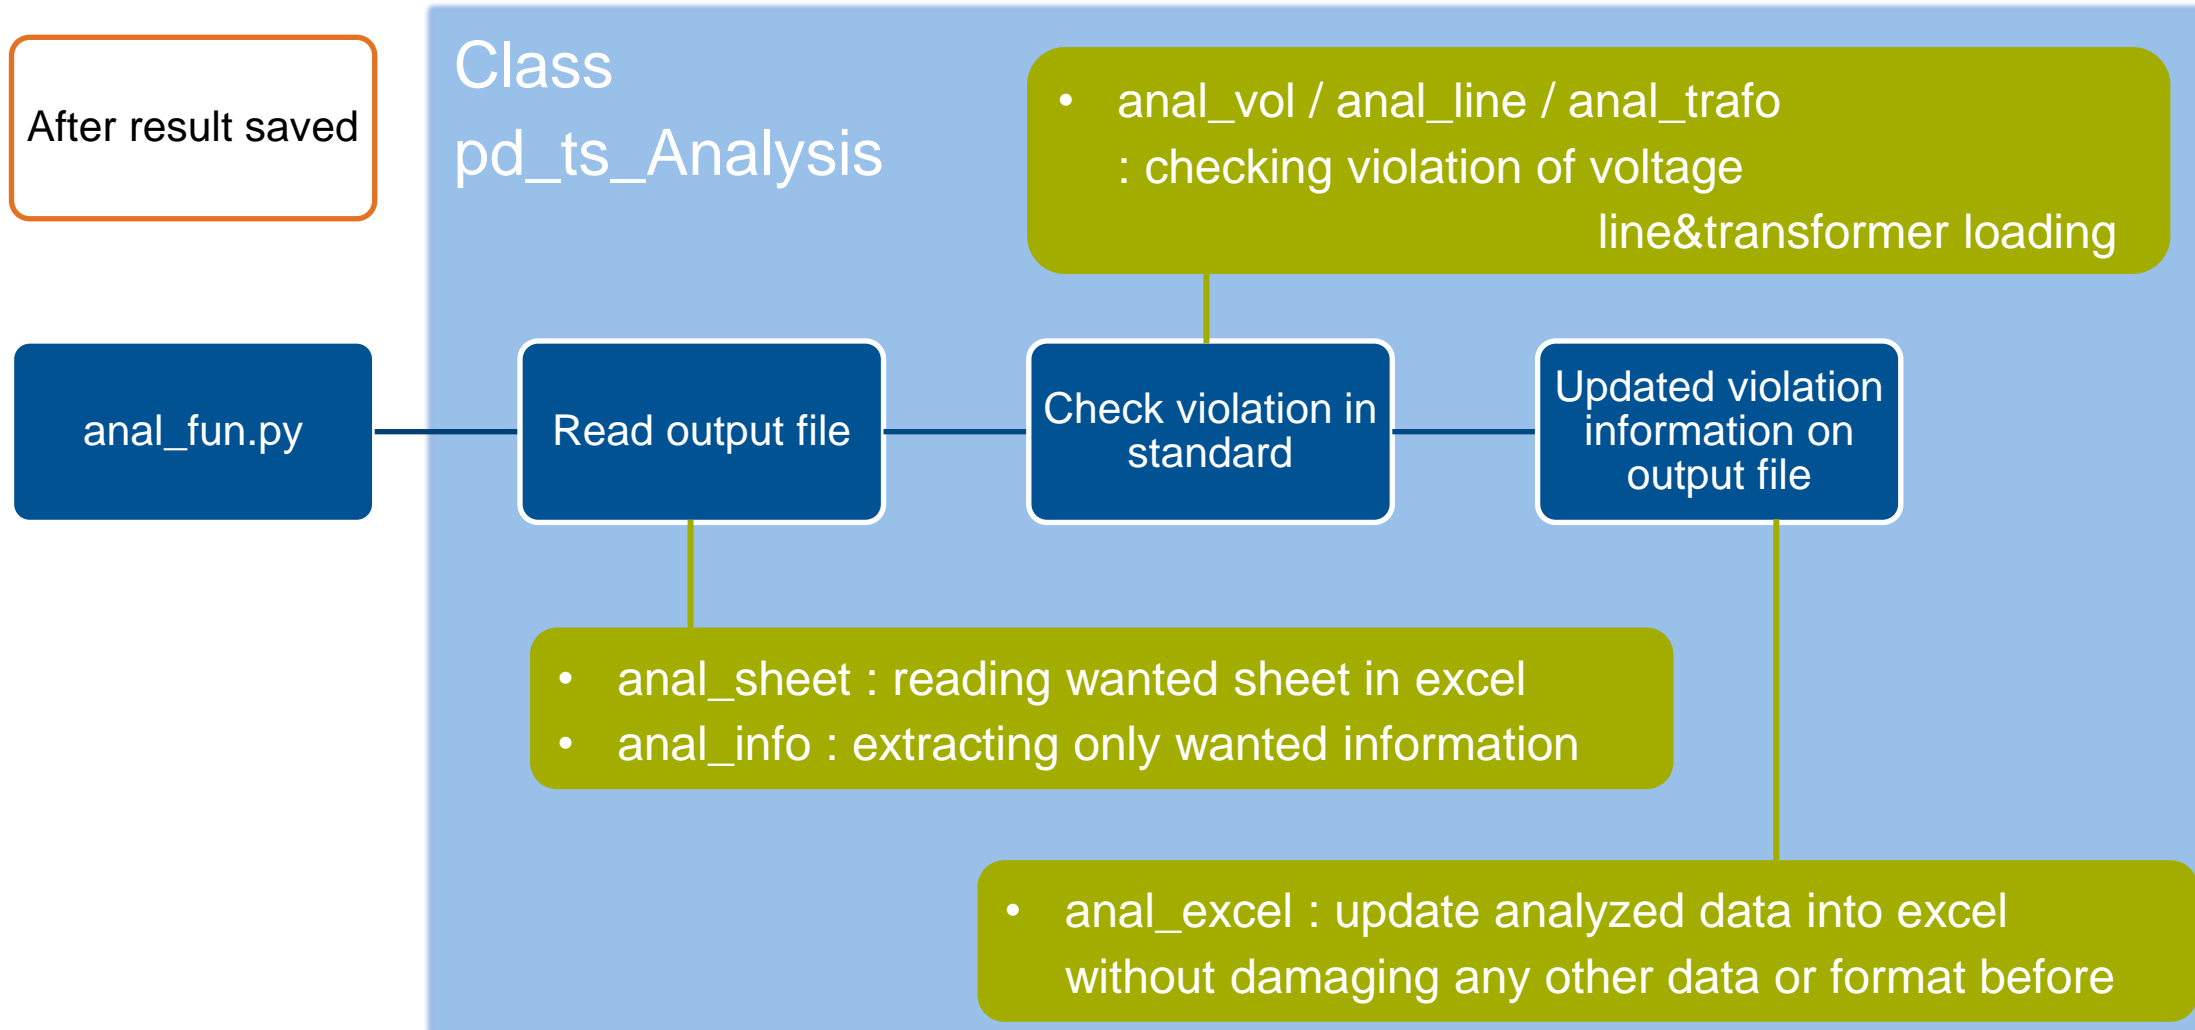 After result saved
Class
pd_ts_Analysis
• anal_vol / anal_line / anal_trafo
: checking violation of voltage
line&transformer loading
anal_fun.py
Read output file
Check violation in
standard
Updated violation
information on
output file
• anal_sheet : reading wanted sheet in excel
• anal_info : extracting only wanted information
• anal_excel : update analyzed data into excel
without damaging any other data or format before